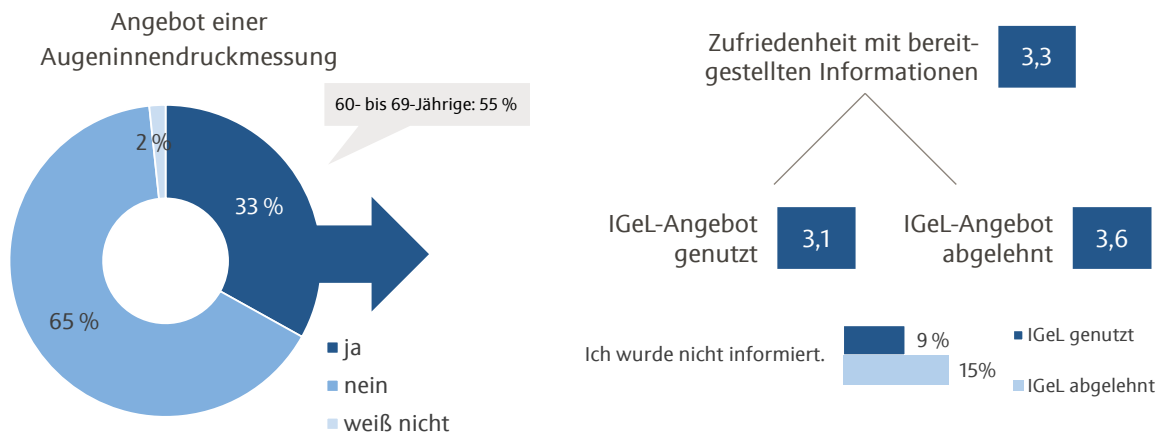 Angebot einer
Augeninnendruckmessung
60- bis 69-Jährige: 55 %
2 %
33 %
65 %
ja
nein
weiß nicht
Zufriedenheit mit bereit-
gestellten Informationen
3,3
IGeL-Angebot
genutzt
3,1
IGeL-Angebot
abgelehnt
3,6
Ich wurde nicht informiert.
9 %
15%
IGeL genutzt
IGeL abgelehnt